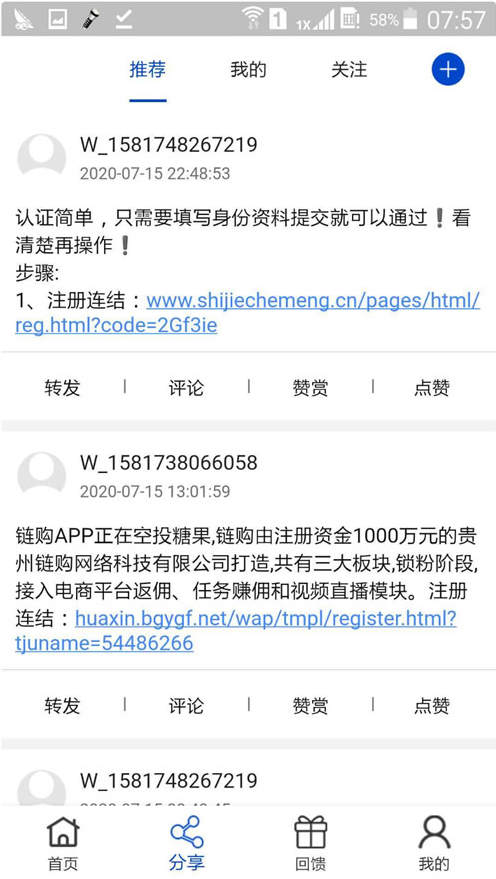 1
1X
58%
07:57
推荐
我的
关注
W_1581748267219
2020-07-15 22:48:53
认证简单，只需要填写身份资料提交就可以通过❗看
清楚再操作❗
步骤:
1、注册连结：www.shijiechemeng.cn/pages/html/
reg.html?code=2Gf3ie
转发
评论
赞赏
点赞
W_1581738066058
2020-07-15 13:01:59
链购APP正在空投糖果,链购由注册资金1000万元的贵
州链购网络科技有限公司打造,共有三大板块,锁粉阶段,
接入电商平台返佣、任务赚佣和视频直播模块。注册
连结：huaxin.bgygf.net/wap/tmpl/register.html?
tjuname=54486266
转发
评论
赞赏
点赞
W_1581748267219
首页
分享
回馈
我的